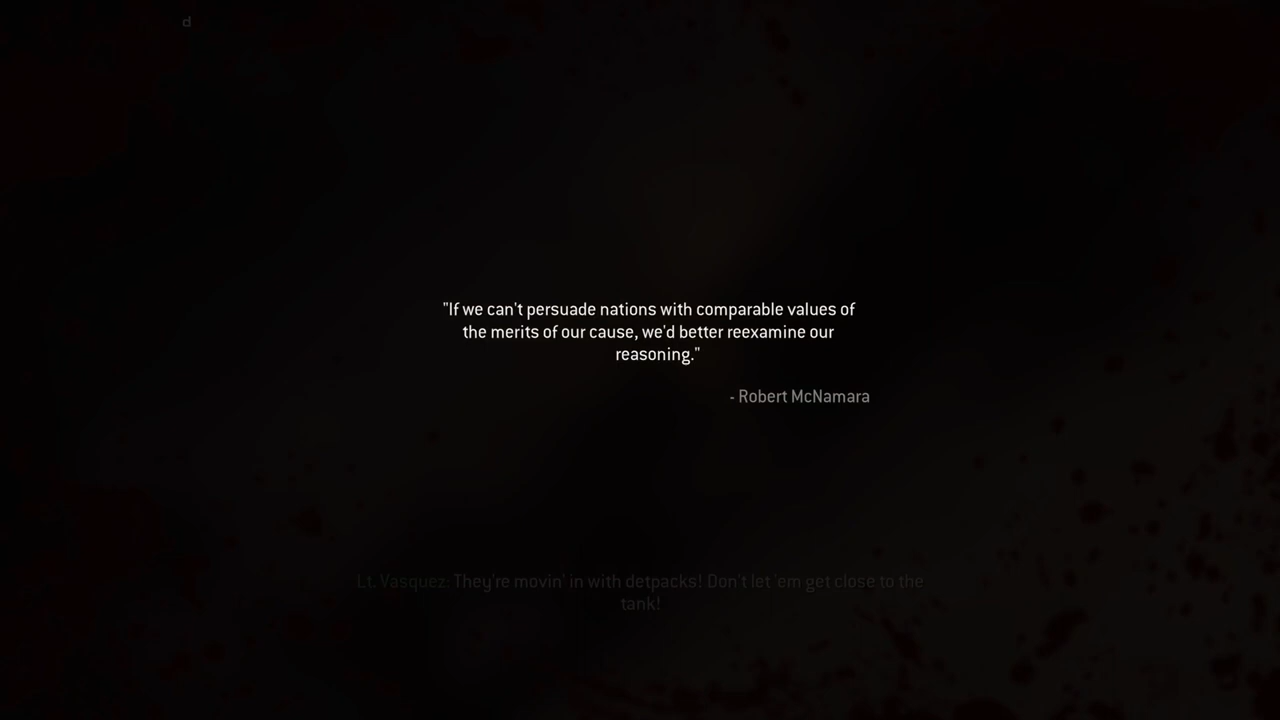 d
"If we can't persuade nations with comparable values of
the merits of our cause, we'd better reexamine our
reasoning."
- Robert McNamara
Lt. Vasquez: They're movin' in with detpacks! Don't let 'em get close to the
tank!